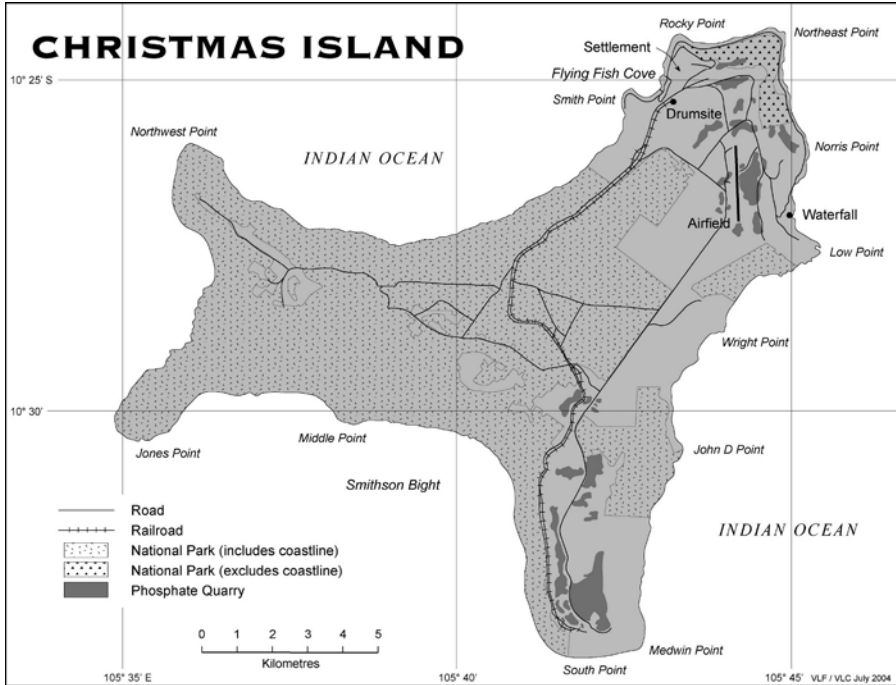 CHRISTMAS ISLAND
Rocky Point
Northeast Point
Settlement
Flying Fish Cove
10° 25' S
Smith Point
Drumsite
Northwest Point
INDIAN OCEAN
Norris Point
Airfield
Waterfall
Low Point
Wright Point
10° 30'
Jones Point
Middle Point
John D Point
Smithson Bight
INDIAN OCEAN
Road
Railroad
National Park (includes coastline)
National Park (excludes coastline)
Phosphate Quarry
0 1 2 3 4 5
Kilometres
Medwin Point
South Point
105° 35' E
105° 40'
105° 45'
VLF / VLC July 2004